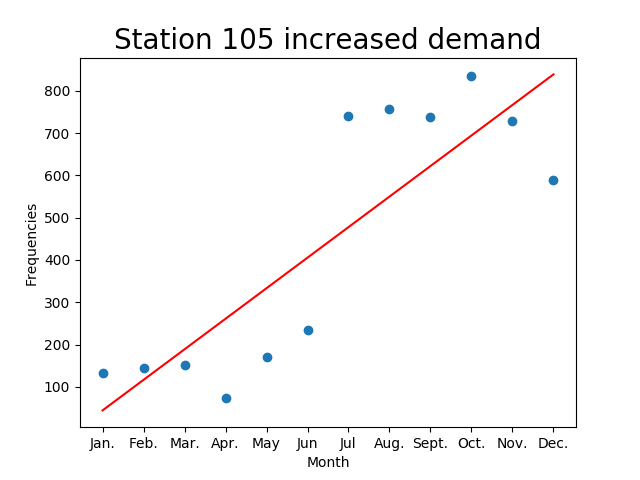 Station 105 increased demand
Frequencies
800
700
600
500
400
300
200
100
Jan. Feb. Mar. Apr. May Jun Jul Aug. Sept. Oct. Nov. Dec.
Month